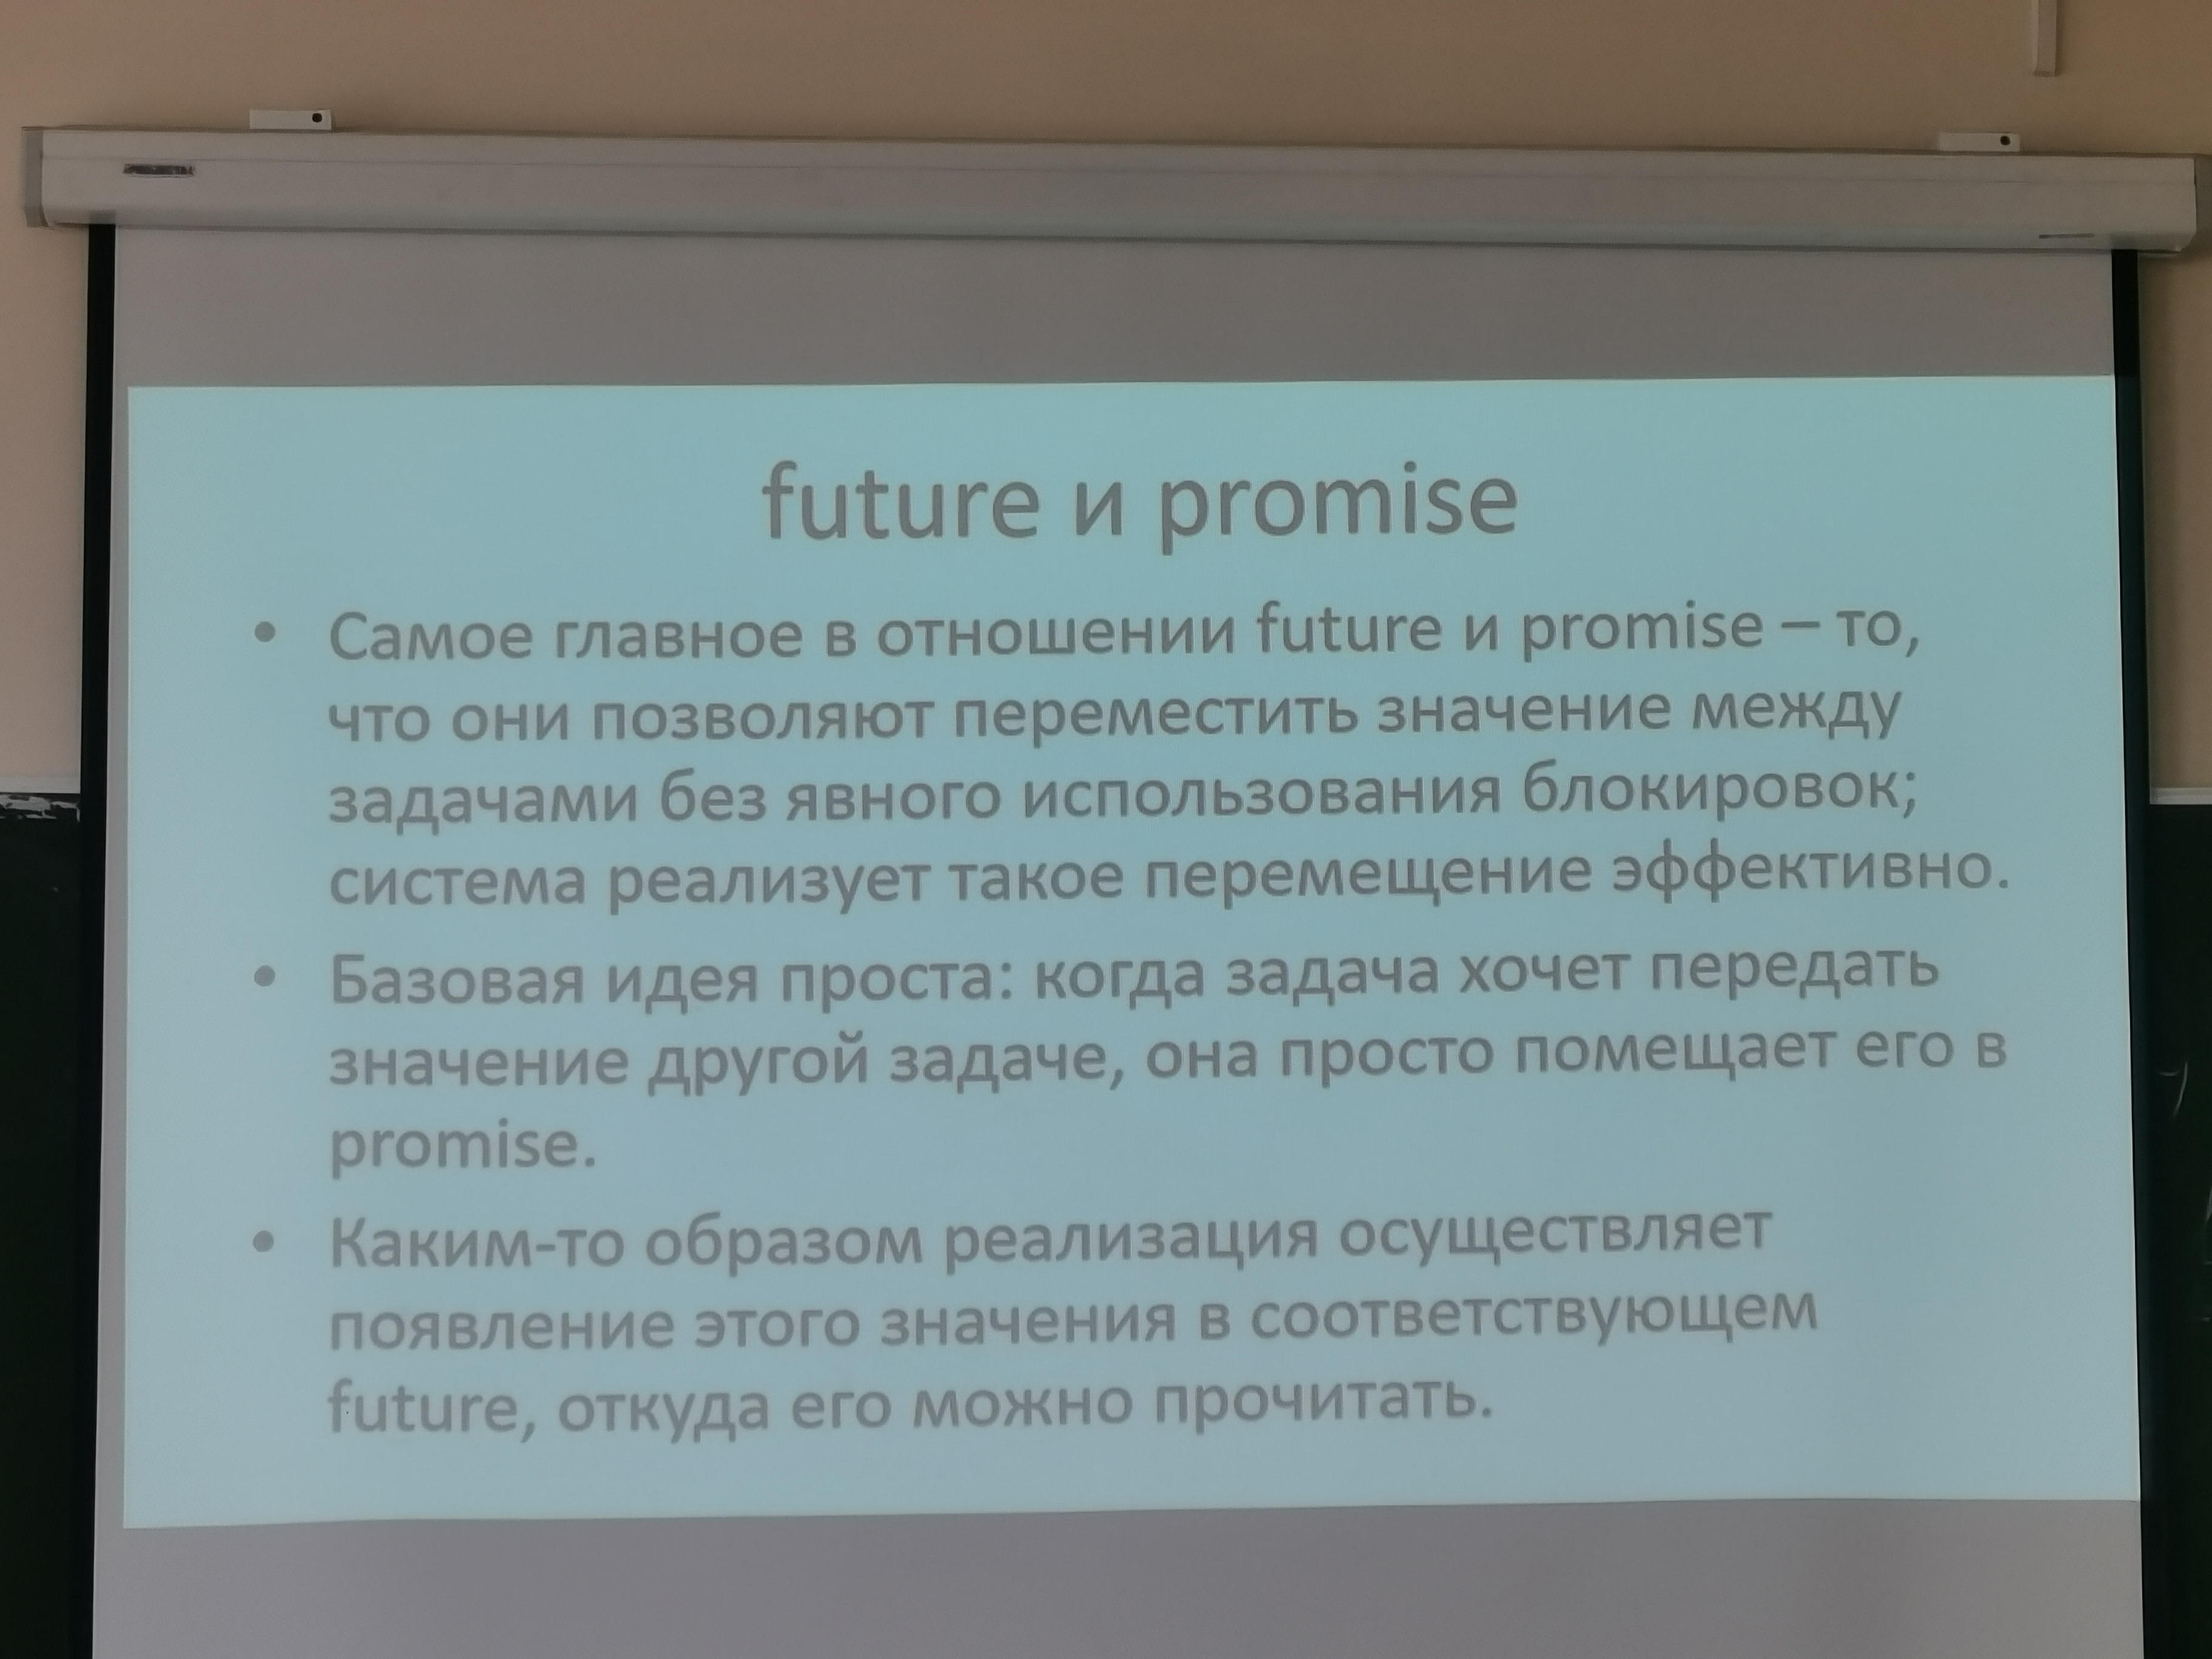 future и promise
• Самое главное в отношении future и promise – то,
что они позволяют переместить значение между
задачами без явного использования блокировок;
система реализует такое перемещение эффективно.
• Базовая идея проста: когда задача хочет передать
значение другой задаче, она просто помещает его в
promise.
• Каким-то образом реализация осуществляет
появление этого значения в соответствующем
future, откуда его можно прочитать.